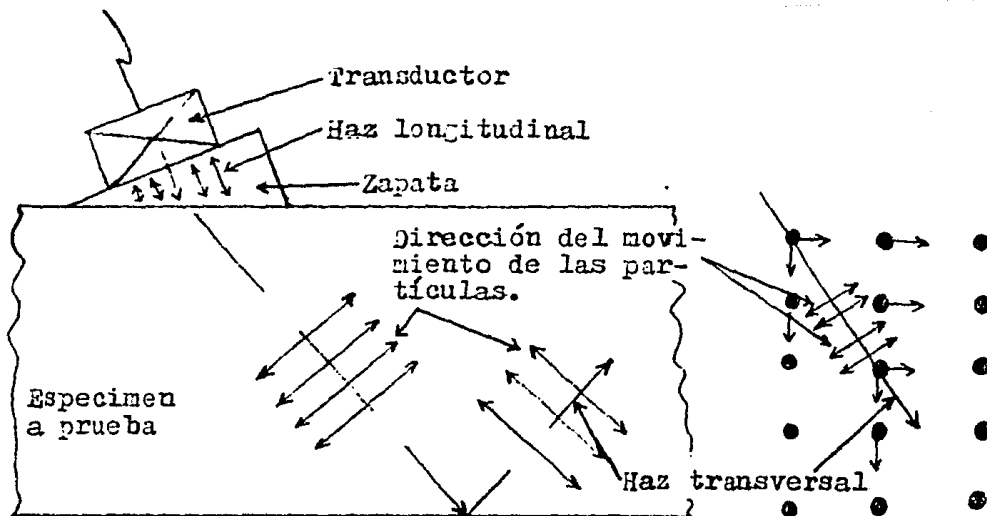 Transductor
Haz longitudinal
Zapata
Dirección del movi-
miento de las par-
tículas.
Especimen
a prueba
Haz transversal